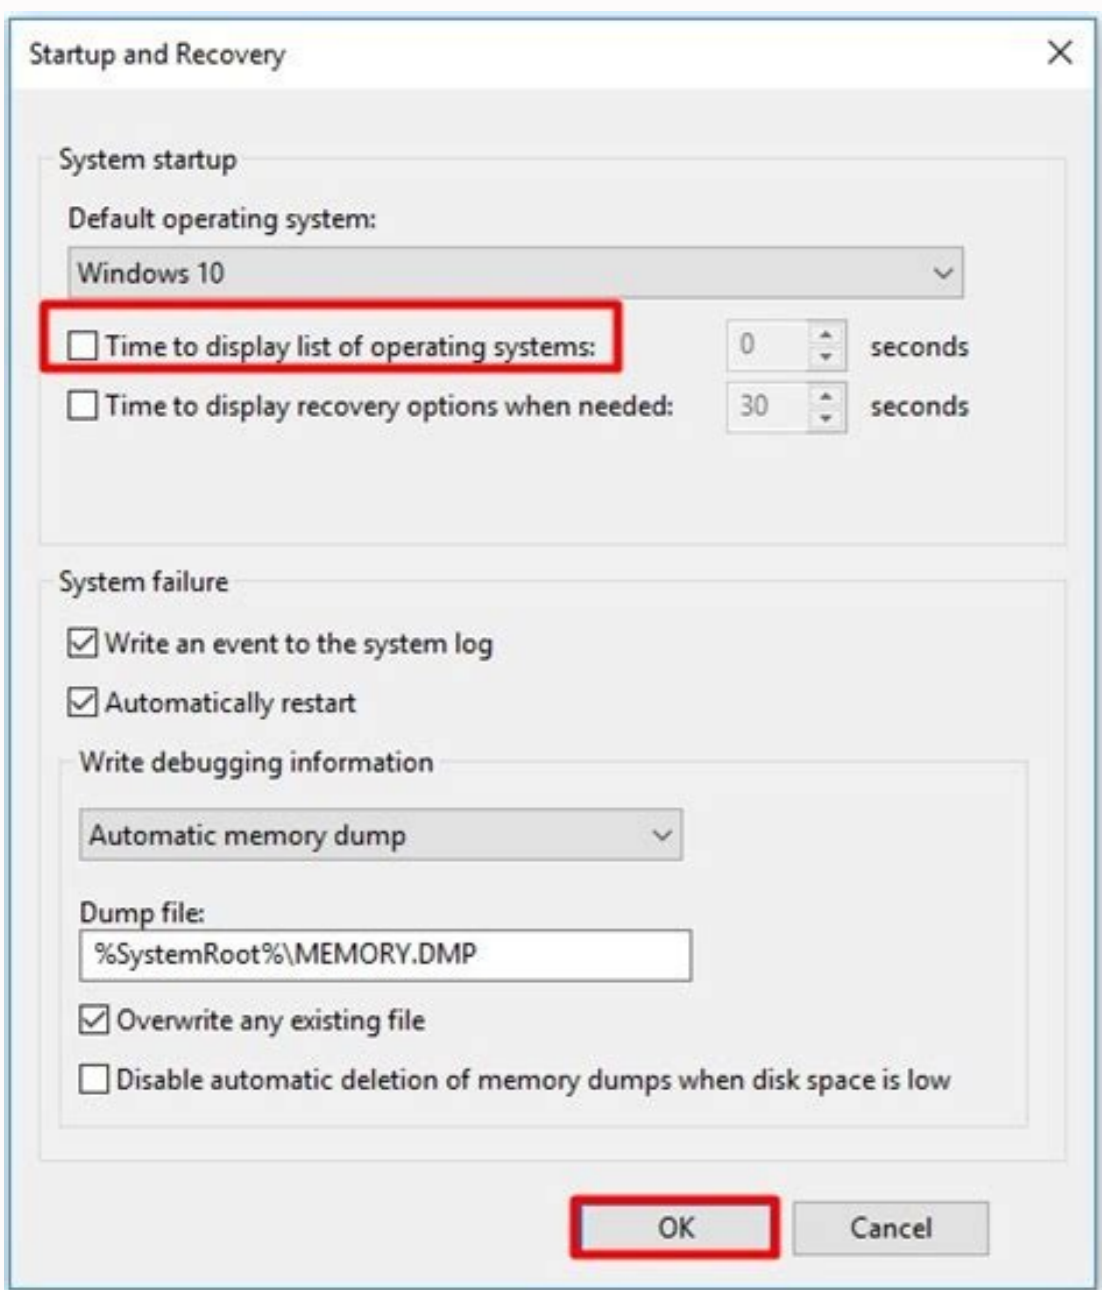 Startup and Recovery
System startup
Default operating system:
Windows 10
Time to display list of operating systems: 0 seconds
Time to display recovery options when needed: 30 seconds
System failure
Write an event to the system log
Automatically restart
Write debugging information
Automatic memory dump
Dump file:
%SystemRoot%\MEMORY.DMP
Overwrite any existing file
Disable automatic deletion of memory dumps when disk space is low
OK Cancel